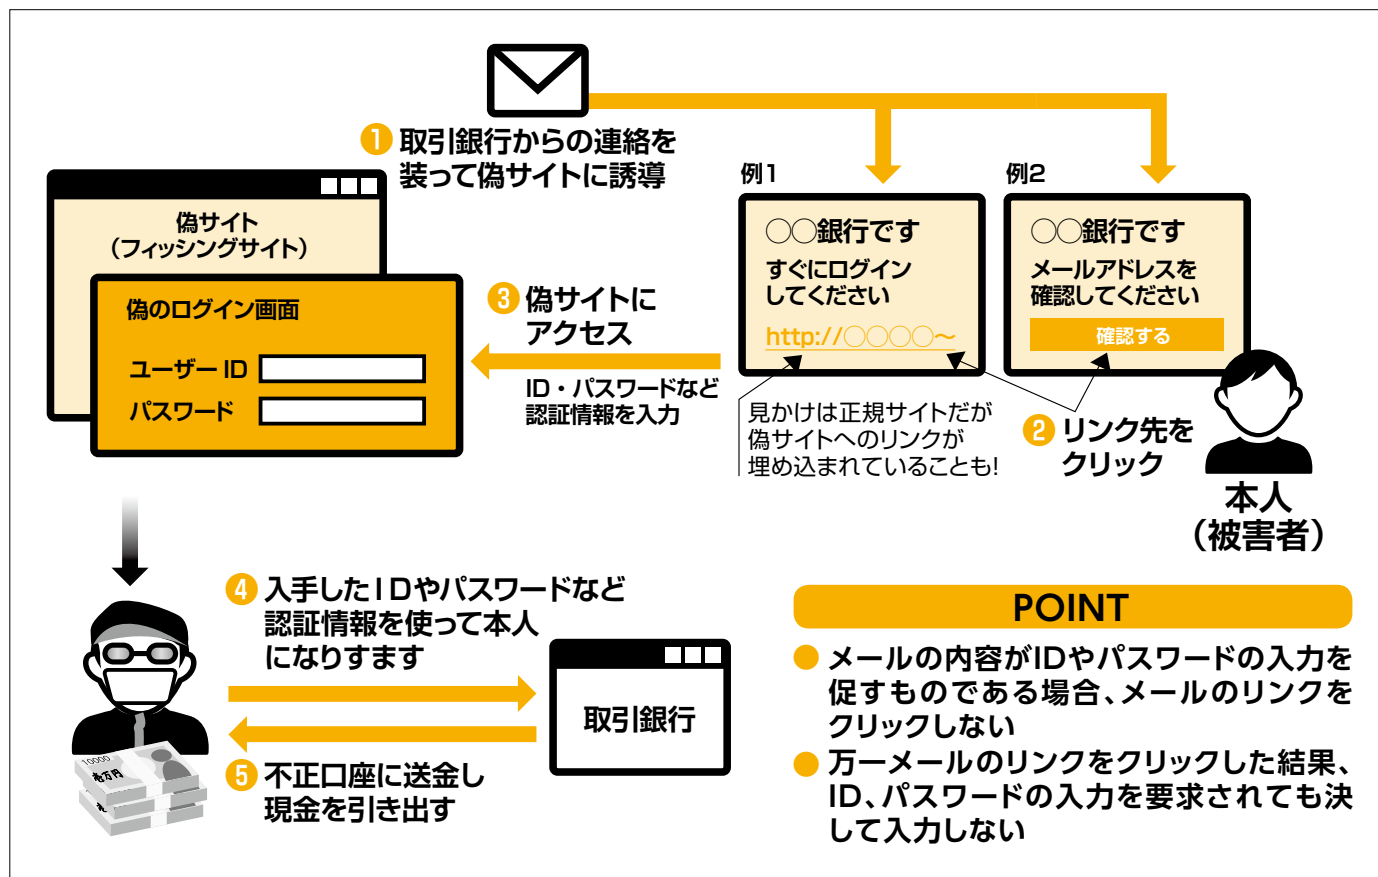 ❶ 取引銀行からの連絡を
装って偽サイトに誘導
偽サイト
（フィッシングサイト）
偽のログイン画面
ユーザー ID
パスワード
例1
○○銀行です
すぐにログイン
してください
http://○○○○～
例2
○○銀行です
メールアドレスを
確認してください
確認する
❸ 偽サイトに
アクセス
ID・パスワードなど
認証情報を入力
見かけは正規サイトだが
偽サイトへのリンクが
埋め込まれていることも!
❷ リンク先を
クリック
本人
（被害者）
❹ 入手したIDやパスワードなど
認証情報を使って本人
になりすます
取引銀行
10000
壱万円
❺ 不正口座に送金し
現金を引き出す
POINT
● メールの内容がIDやパスワードの入力を
促すものである場合、メールのリンクを
クリックしない
● 万一メールのリンクをクリックした結果、
ID、パスワードの入力を要求されても決
して入力しない